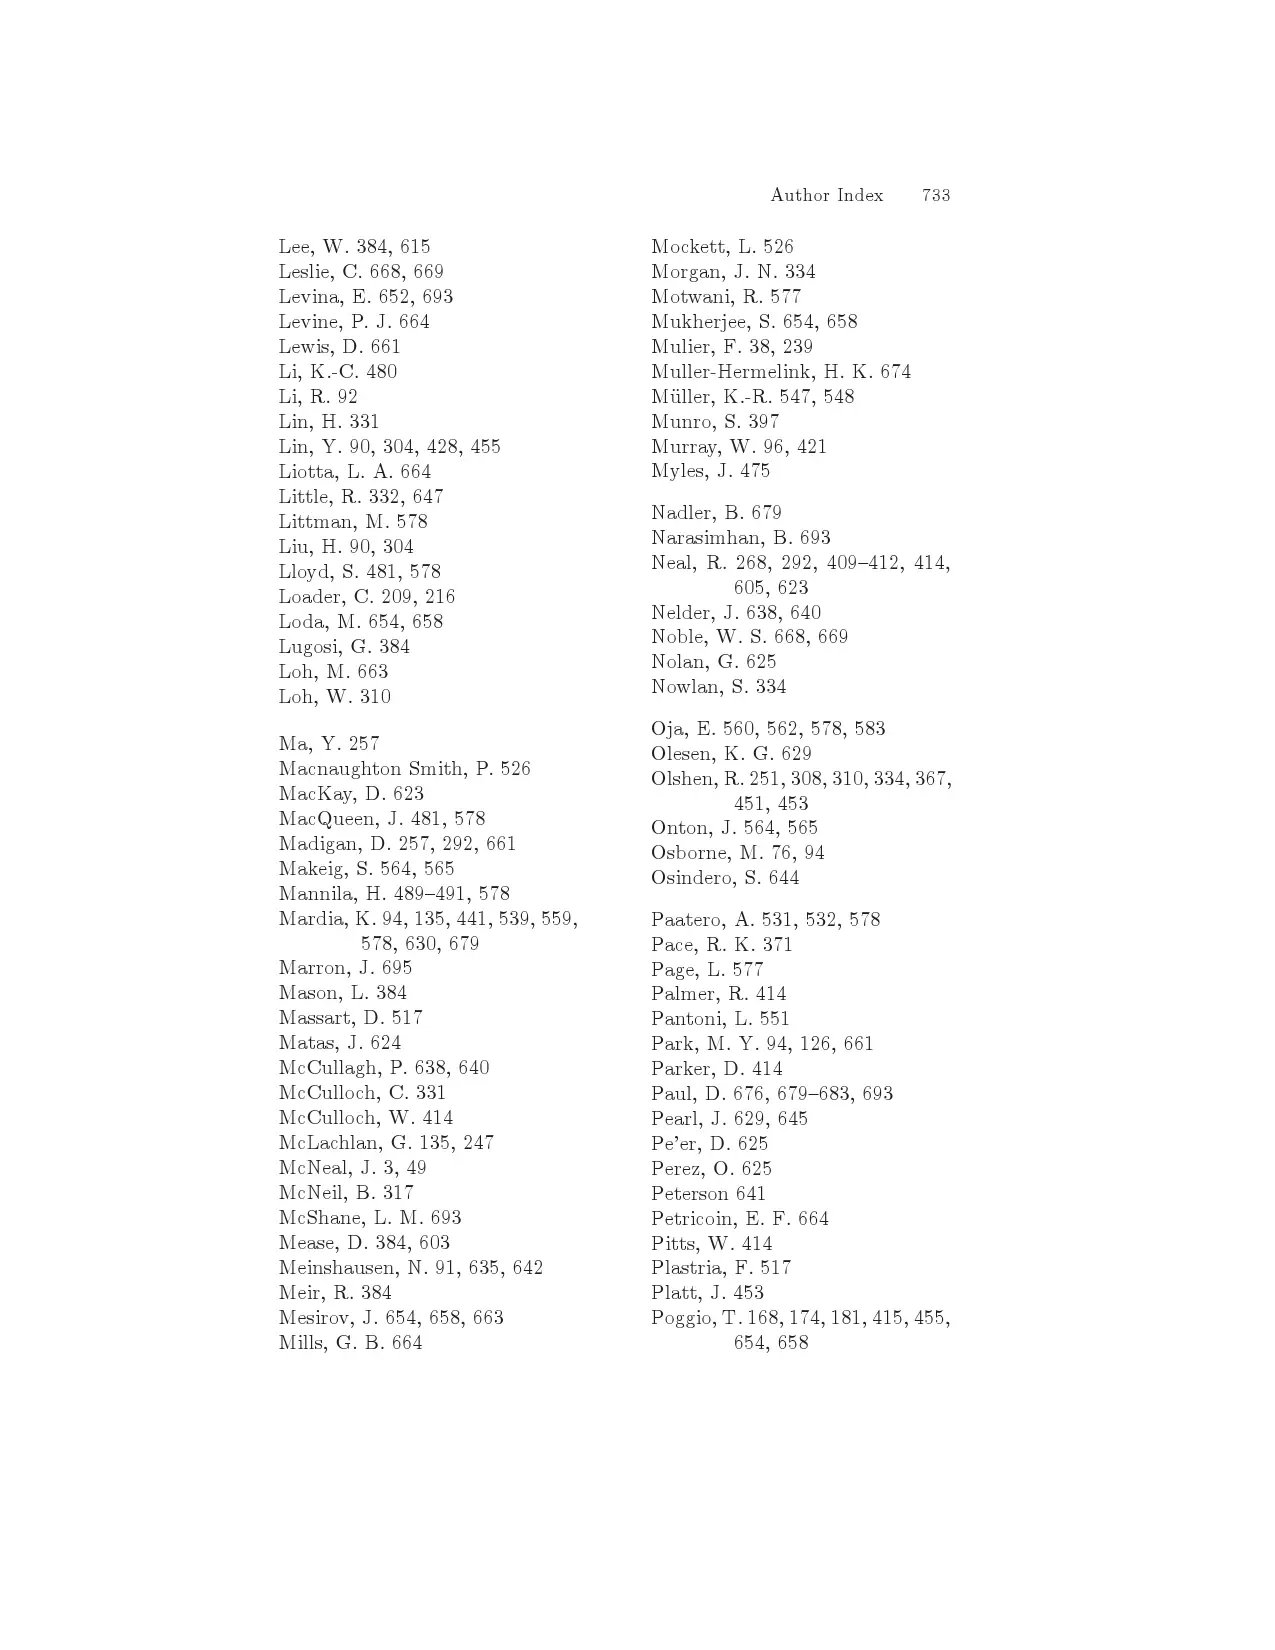 Author Index 733
Lee, W. 384, 615
Leslie, C. 668, 669
Levina, E. 652, 693
Levine, P. J. 664
Lewis, D. 661
Li, K.-C. 480
Li, R. 92
Lin, H. 331
Lin, Y. 90, 304, 428, 455
Liotta, L. A. 664
Little, R. 332, 647
Littman, M. 578
Liu, H. 90, 304
Lloyd, S. 481, 578
Loader, C. 209, 216
Loda, M. 654, 658
Lugosi, G. 384
Loh, M. 663
Loh, W. 310
Ma, Y. 257
Macnaughton Smith, P. 526
MacKay, D. 623
MacQueen, J. 481, 578
Madigan, D. 257, 292, 661
Makeig, S. 564, 565
Mannila, H. 489–491, 578
Mardia, K. 94, 135, 441, 539, 559,
578, 630, 679
Marron, J. 695
Mason, L. 384
Massart, D. 517
Matas, J. 624
McCullagh, P. 638, 640
McCulloch, C. 331
McCulloch, W. 414
McLachlan, G. 135, 247
McNeal, J. 3, 49
McNeil, B. 317
McShane, L. M. 693
Mease, D. 384, 603
Meinshausen, N. 91, 635, 642
Meir, R. 384
Mesirov, J. 654, 658, 663
Mills, G. B. 664
Mockett, L. 526
Morgan, J. N. 334
Motwani, R. 577
Mukherjee, S. 654, 658
Mulier, F. 38, 239
Muller-Hermelink, H. K. 674
Müller, K.-R. 547, 548
Munro, S. 397
Murray, W. 96, 421
Myles, J. 475
Nadler, B. 679
Narasimhan, B. 693
Neal, R. 268, 292, 409–412, 414,
605, 623
Nelder, J. 638, 640
Noble, W. S. 668, 669
Nolan, G. 625
Nowlan, S. 334
Oja, E. 560, 562, 578, 583
Olesen, K. G. 629
Olshen, R. 251, 308, 310, 334, 367,
451, 453
Onton, J. 564, 565
Osborne, M. 76, 94
Osindero, S. 644
Paatero, A. 531, 532, 578
Pace, R. K. 371
Page, L. 577
Palmer, R. 414
Pantoni, L. 551
Park, M. Y. 94, 126, 661
Parker, D. 414
Paul, D. 676, 679–683, 693
Pearl, J. 629, 645
Pe'er, D. 625
Perez, O. 625
Peterson 641
Petricoin, E. F. 664
Pitts, W. 414
Plastria, F. 517
Platt, J. 453
Poggio, T. 168, 174, 181, 415, 455,
654, 658